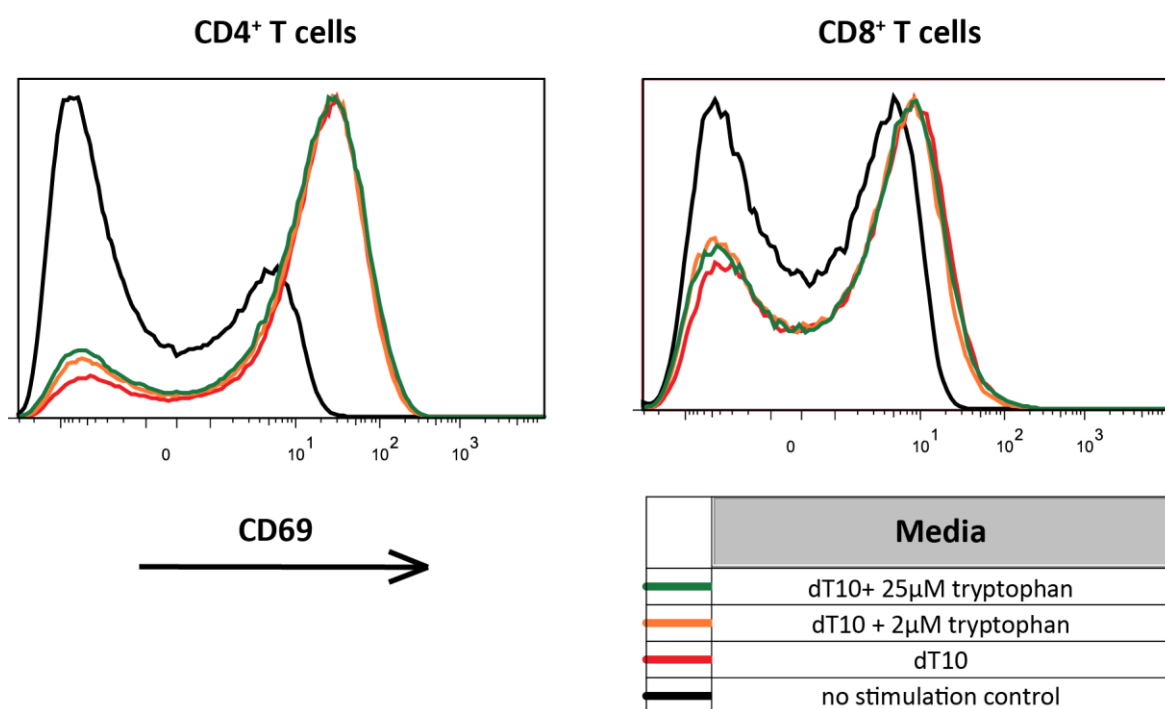 CD4⁺ T cells
CD8⁺ T cells
0 10¹ 10² 10³
0 10¹ 10² 10³
CD69
Media
dT10+ 25µM tryptophan
dT10 + 2µM tryptophan
dT10
no stimulation control